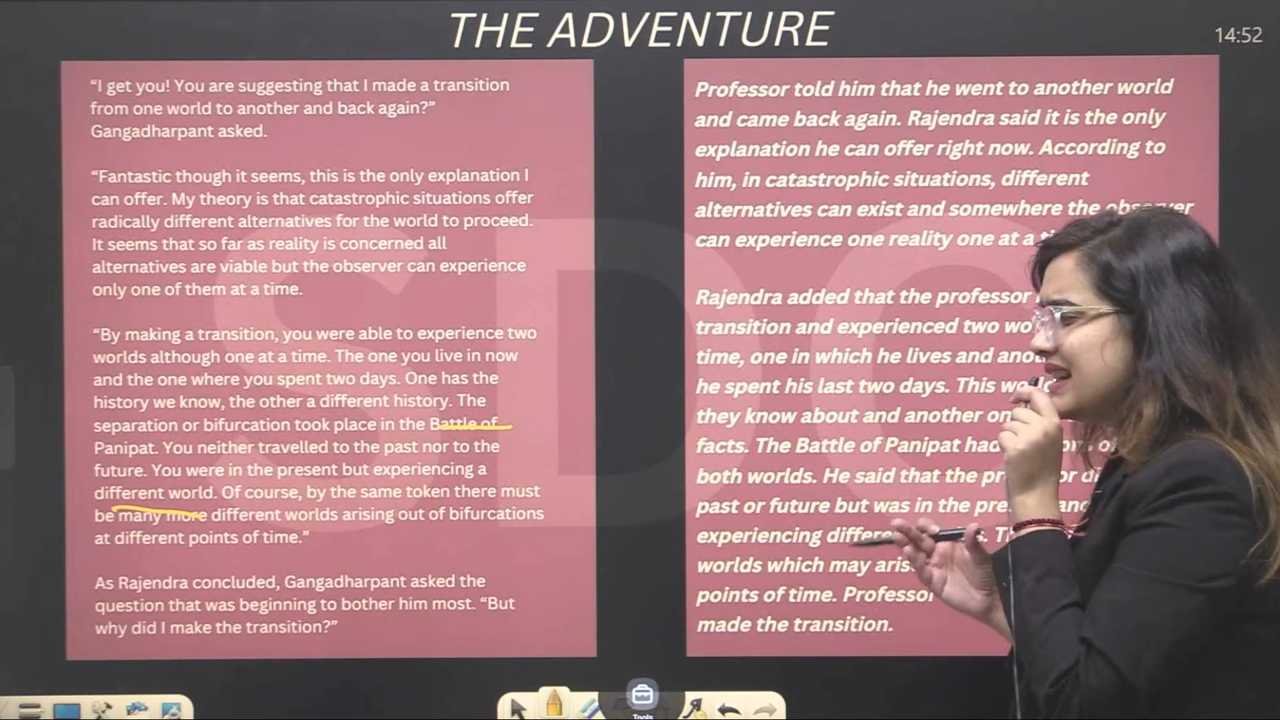 THE ADVENTURE
14:52
“I get you! You are suggesting that I made a transition
from one world to another and back again?”
Gangadharpant asked.
“Fantastic though it seems, this is the only explanation I
can offer. My theory is that catastrophic situations offer
radically different alternatives for the world to proceed.
It seems that so far as reality is concerned all
alternatives are viable but the observer can experience
only one of them at a time.
“By making a transition, you were able to experience two
worlds although one at a time. The one you live in now
and the one where you spent two days. One has the
history we know, the other a different history. The
separation or bifurcation took place in the Battle of
Panipat. You neither travelled to the past nor to the
future. You were in the present but experiencing a
different world. Of course, by the same token there must
be many more different worlds arising out of bifurcations
at different points of time.”
As Rajendra concluded, Gangadharpant asked the
question that was beginning to bother him most. “But
why did I make the transition?”
Professor told him that he went to another world
and came back again. Rajendra said it is the only
explanation he can offer right now. According to
him, in catastrophic situations, different
alternatives can exist and somewhere the observer
can experience one reality one at a
Rajendra added that the professor
transition and experienced two
time, one in which he lives and
he spent his last two days. This
they know about and another
facts. The Battle of Panipat had
both worlds. He said that the
past or future but was in the
experiencing
worlds which may
points of time. Professor
made the transition.
SDC
Tools